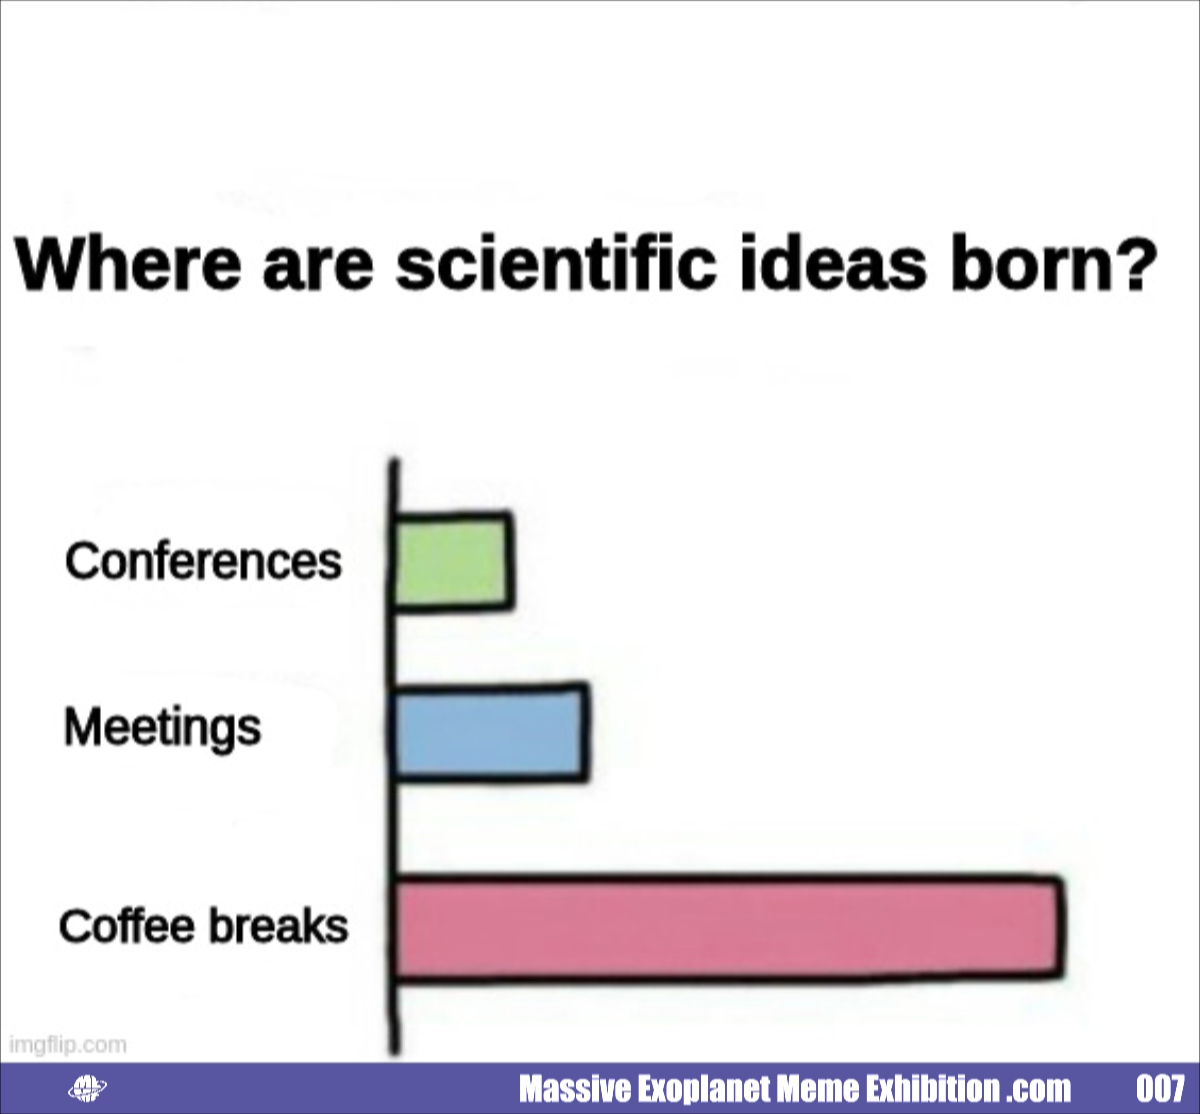 Where are scientific ideas born?
Conferences
Meetings
Coffee breaks
imgflip.com
Massive Exoplanet Meme Exhibition .com 007